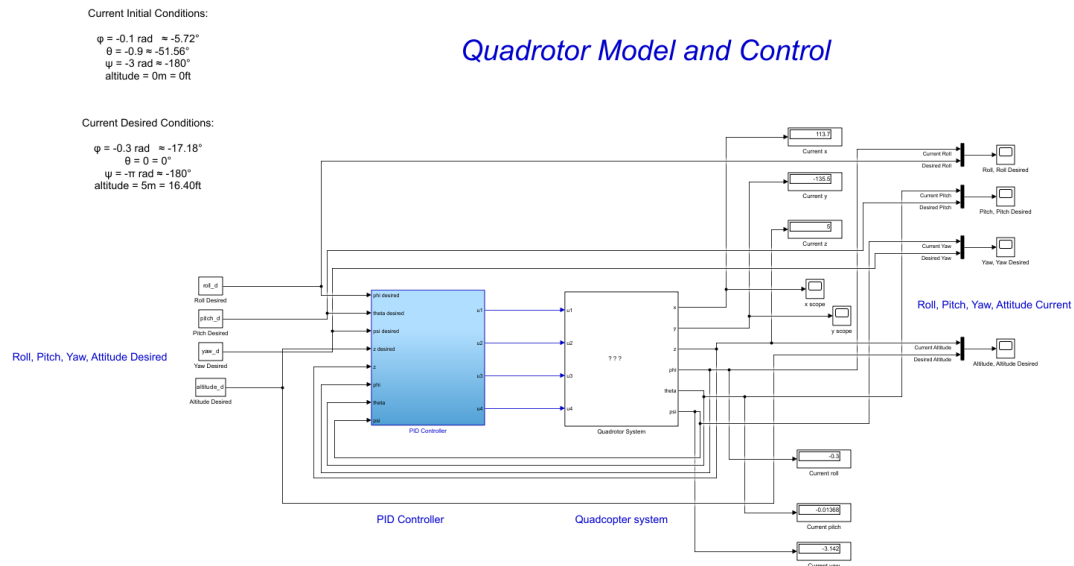 Current Initial Conditions:
φ = -0.1 rad ≈ -5.72°
θ = -0.9 ≈ -51.56°
ψ = -3 rad ≈ -180°
altitude = 0m = 0ft
Quadrotor Model and Control
Current Desired Conditions:
φ = -0.3 rad ≈ -17.18°
θ = 0 = 0°
ψ = -π rad ≈ -180°
altitude = 5m = 16.40ft
113.7
Current x
-135.5
Current y
5
Current z
Current Roll
Desired Roll
Roll, Roll Desired
Current Pitch
Desired Pitch
Pitch, Pitch Desired
Current Yaw
Desired Yaw
Yaw, Yaw Desired
x scope
y scope
Roll, Pitch, Yaw, Attitude Current
Current Altitude
Desired Altitude
Altitude, Altitude Desired
Roll, Pitch, Yaw, Attitude Desired
roll_d
Roll Desired
pitch_d
Pitch Desired
yaw_d
Yaw Desired
altitude_d
Altitude Desired
phi desired
theta desired
psi desired
z desired
z
phi
theta
psi
u1
u2
u3
u4
PID Controller
u1
u2
u3
u4
? ? ?
x
y
z
phi
theta
psi
Quadrotor System
-0.3
Current roll
-0.01368
Current pitch
-3.142
PID Controller
Quadcopter system